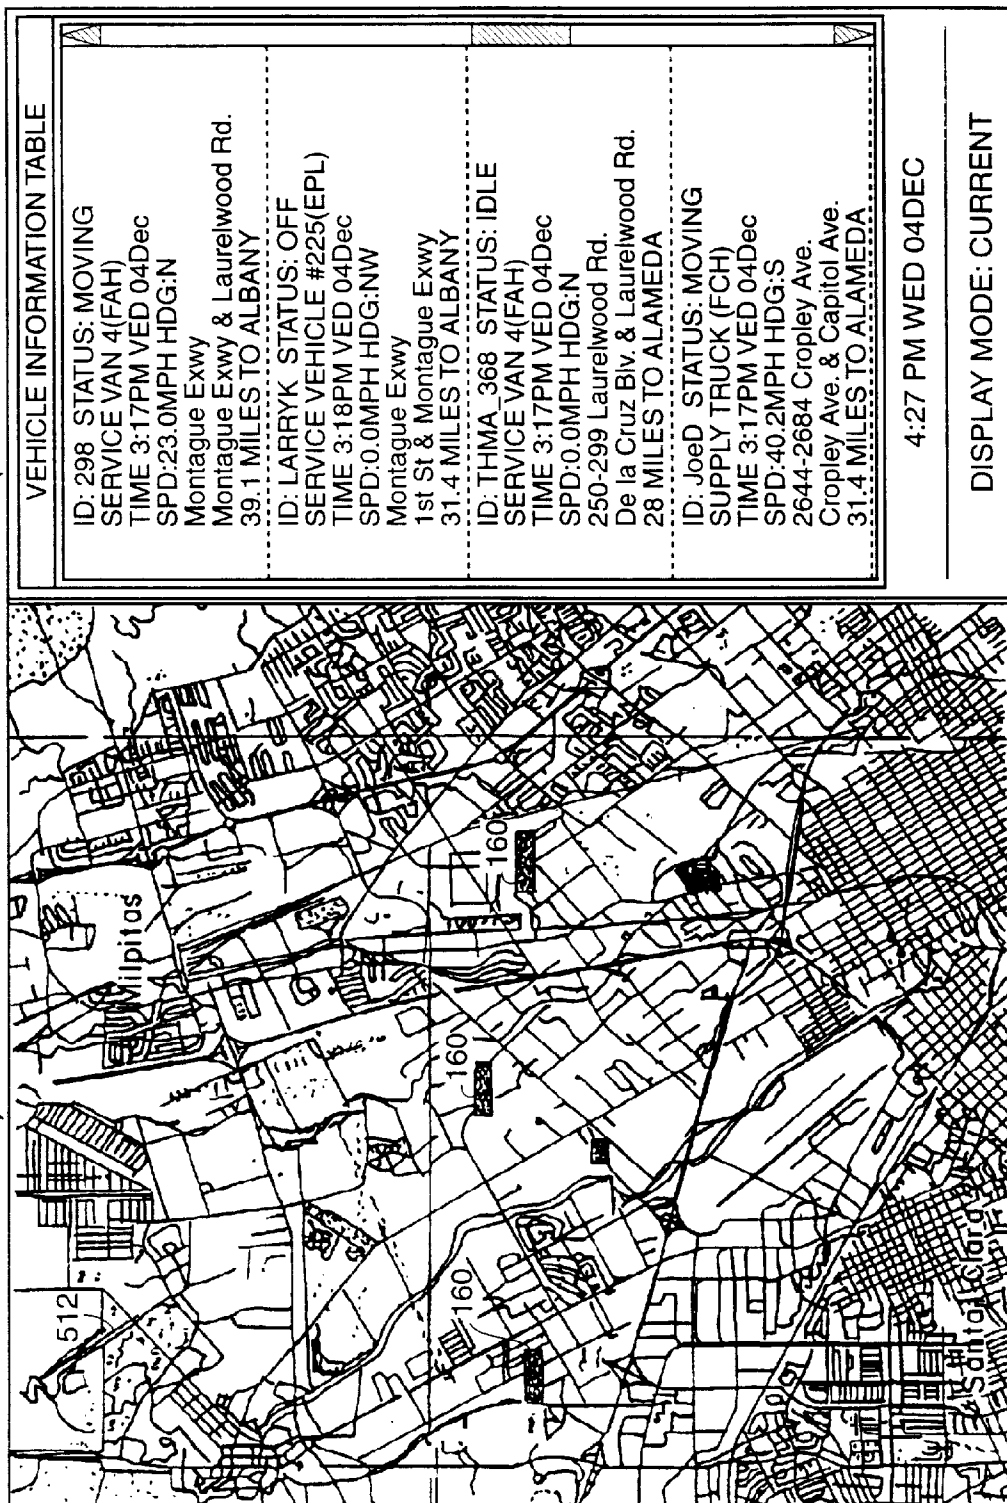 VEHICLE INFORMATION TABLE
ID: 298 STATUS: MOVING
SERVICE VAN 4(FAH)
TIME 3:17PM VED 04Dec
SPD:23.0MPH HDG:N
Montague Exwy
Montague Exwy & Laurelwood Rd.
39.1 MILES TO ALBANY
ID: LARRYK STATUS: OFF
SERVICE VEHICLE #225(EPL)
TIME 3:18PM VED 04Dec
SPD:0.0MPH HDG:NW
Montague Exwy
1st St & Montague Exwy
31.4 MILES TO ALBANY
ID: THMA_368 STATUS: IDLE
SERVICE VAN 4(FAH)
TIME 3:17PM VED 04Dec
SPD:0.0MPH HDG:N
250-299 Laurelwood Rd.
De la Cruz Blv. & Laurelwood Rd.
28 MILES TO ALAMEDA
ID: JoeD STATUS: MOVING
SUPPLY TRUCK (FCH)
TIME 3:17PM VED 04Dec
SPD:40.2MPH HDG:S
2644-2684 Cropley Ave.
Cropley Ave. & Capitol Ave.
31.4 MILES TO ALAMEDA
4:27 PM WED 04DEC
DISPLAY MODE: CURRENT
512
Milpitas
160
160
160
Santa Clara